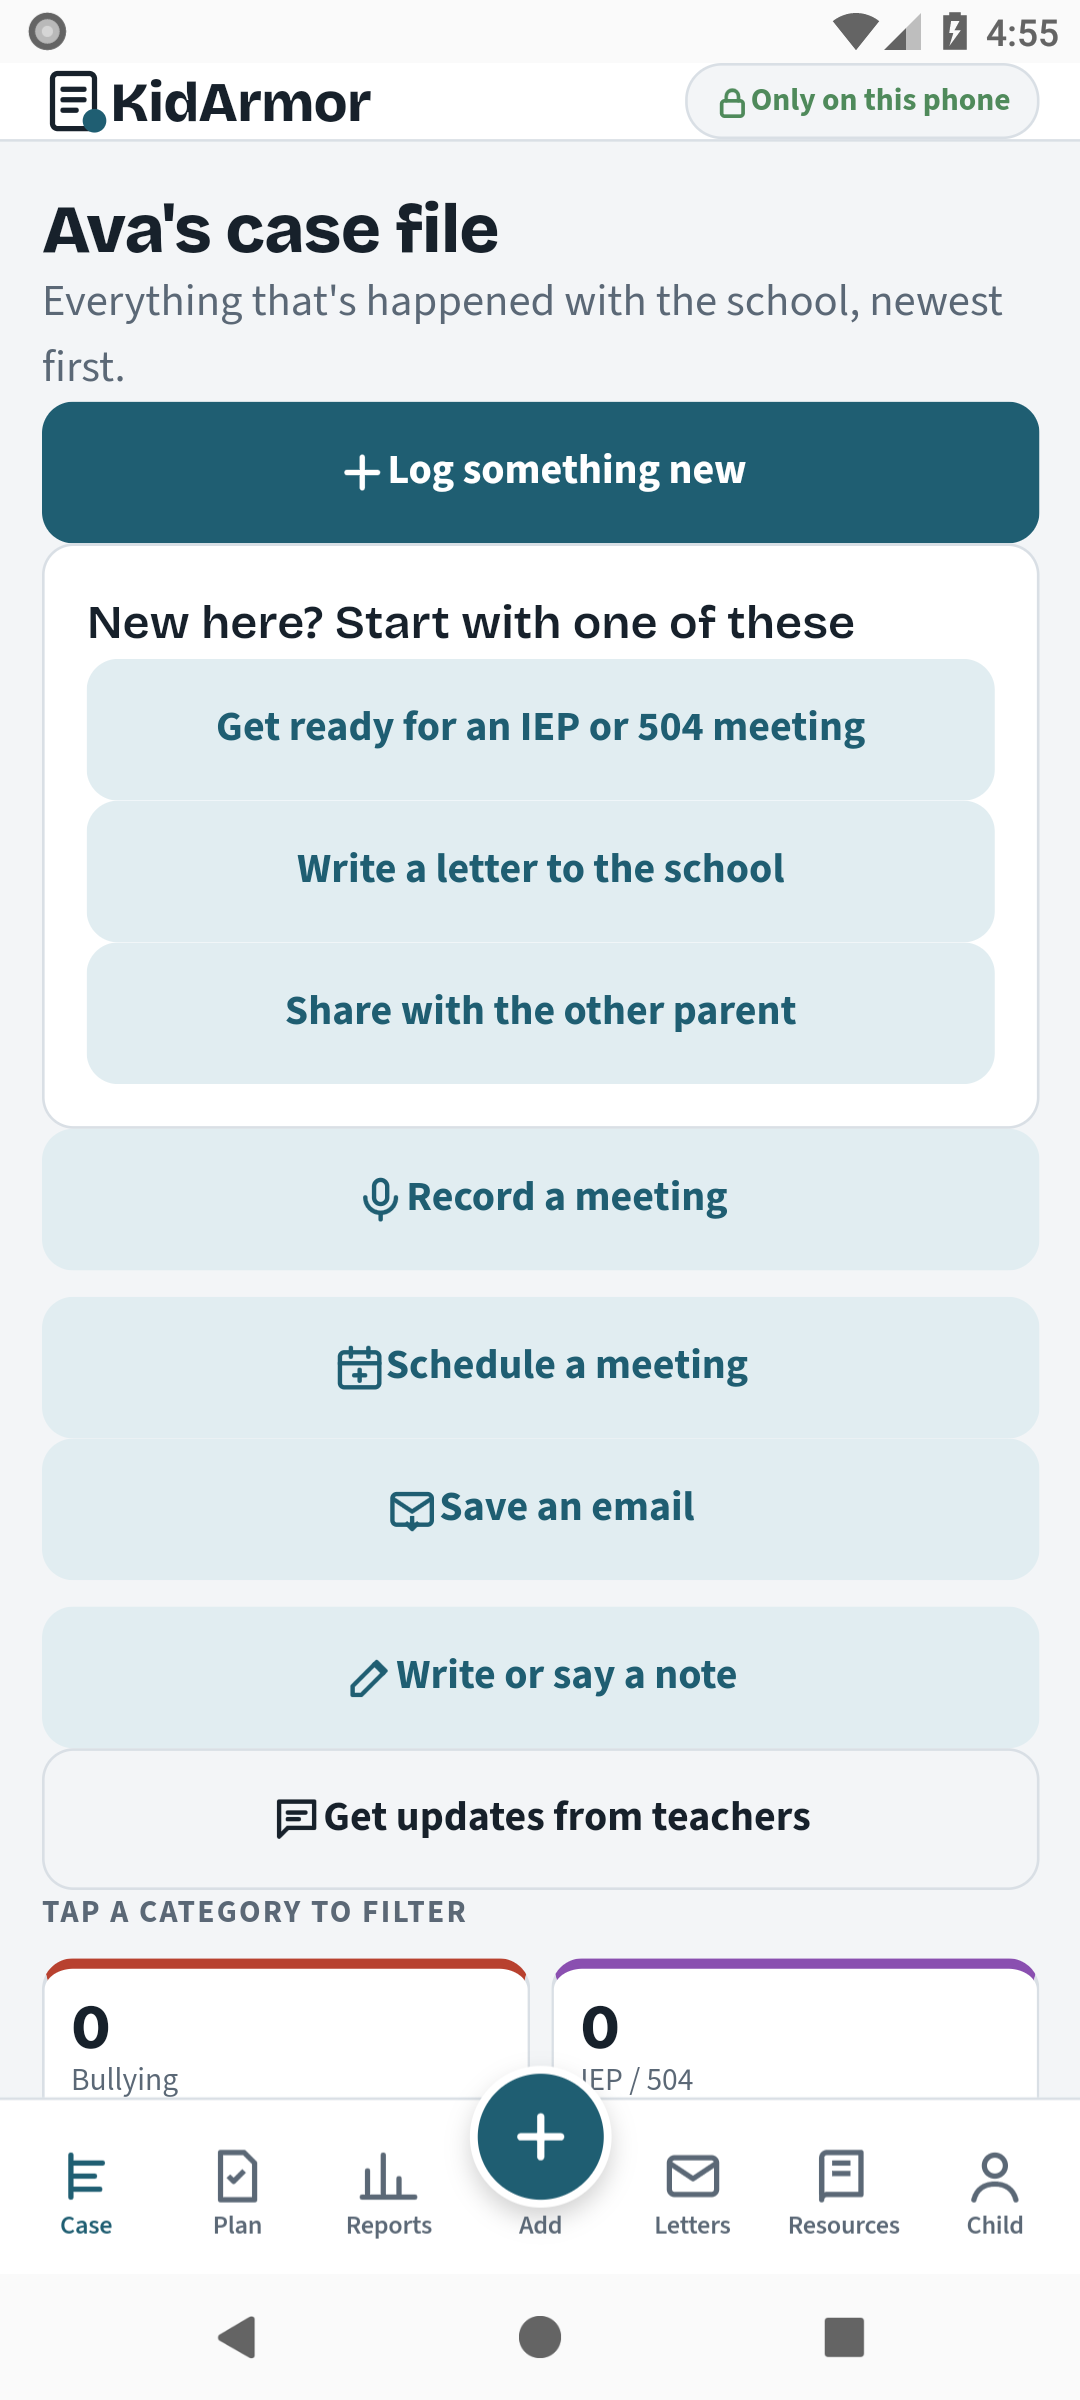 4:55
KidArmor
Only on this phone
Ava's case file
Everything that's happened with the school, newest
first.
Log something new
New here? Start with one of these
Get ready for an IEP or 504 meeting
Write a letter to the school
Share with the other parent
Record a meeting
Schedule a meeting
Save an email
Write or say a note
Get updates from teachers
TAP A CATEGORY TO FILTER
0
Bullying
0
IEP / 504
Case
Plan
Reports
Add
Letters
Resources
Child